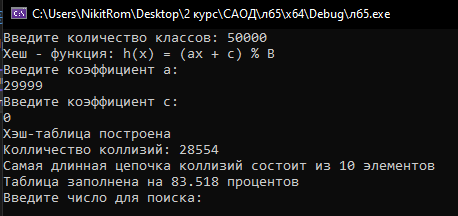 C:\Users\NikitRom\Desktop\2 курс\САОД\л65\x64\Debug\л65.exe
Введите количество классов: 50000
Хеш - функция: h(x) = (ax + c) % B
Введите коэффициент a:
29999
Введите коэффициент c:
0
Хэш-таблица построена
Колличество коллизий: 28554
Самая длинная цепочка коллизий состоит из 10 элементов
Таблица заполнена на 83.518 процентов
Введите число для поиска: